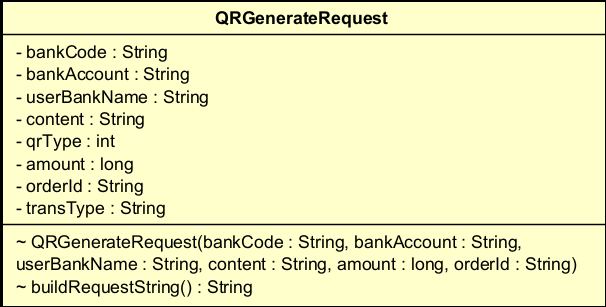 QRGenerateRequest
- bankCode : String
- bankAccount : String
- userBankName : String
- content : String
- qrType : int
- amount : long
- orderId : String
- transType : String
~ QRGenerateRequest(bankCode : String, bankAccount : String,
userBankName : String, content : String, amount : long, orderId : String)
~ buildRequestString() : String